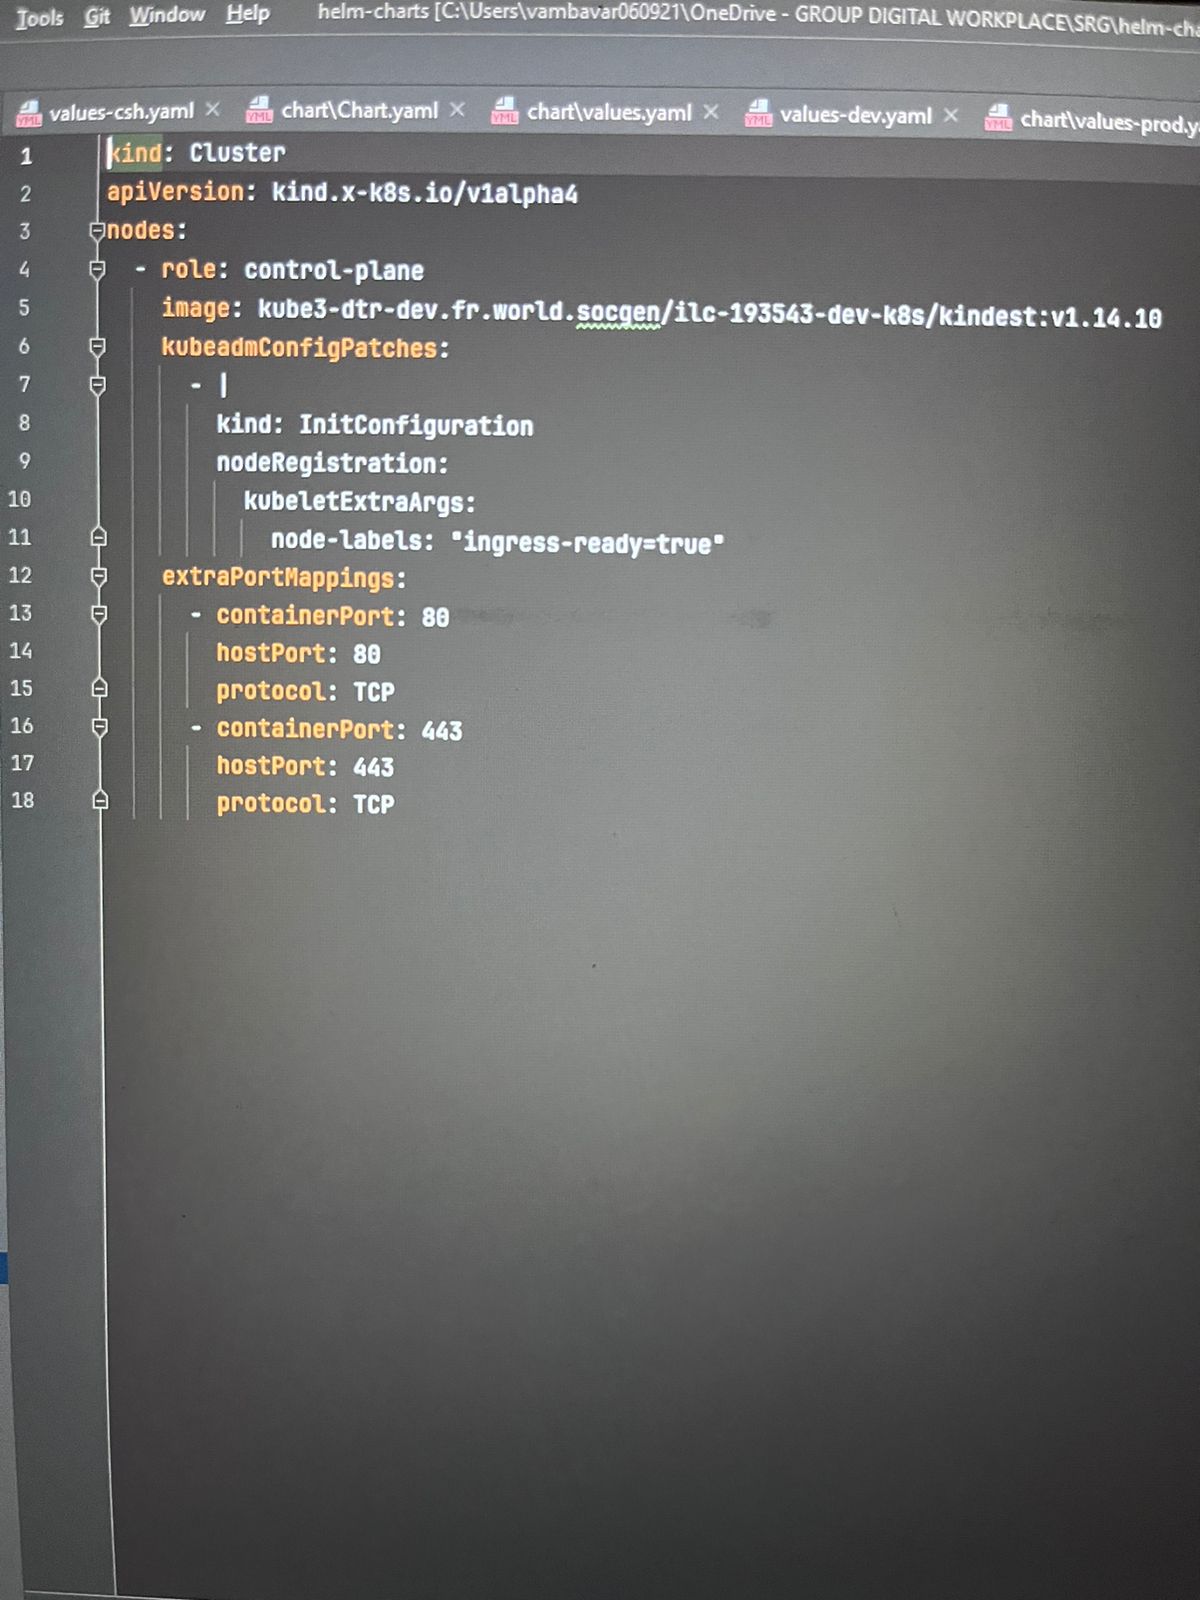 Tools Git Window Help helm-charts [C:\Users\vambavar060921\OneDrive - GROUP DIGITAL WORKPLACE\SRG\helm-cha
values-csh.yaml × chart\Chart.yaml × chart\values.yaml × values-dev.yaml × chart\values-prod.y
1 kind: Cluster
2 apiVersion: kind.x-k8s.io/v1alpha4
3 nodes:
4   - role: control-plane
5     image: kube3-dtr-dev.fr.world.socgen/ilc-193543-dev-k8s/kindest:v1.14.10
6     kubeadmConfigPatches:
7       - |
8         kind: InitConfiguration
9         nodeRegistration:
10           kubeletExtraArgs:
11             node-labels: "ingress-ready=true"
12     extraPortMappings:
13       - containerPort: 80
14         hostPort: 80
15         protocol: TCP
16       - containerPort: 443
17         hostPort: 443
18         protocol: TCP